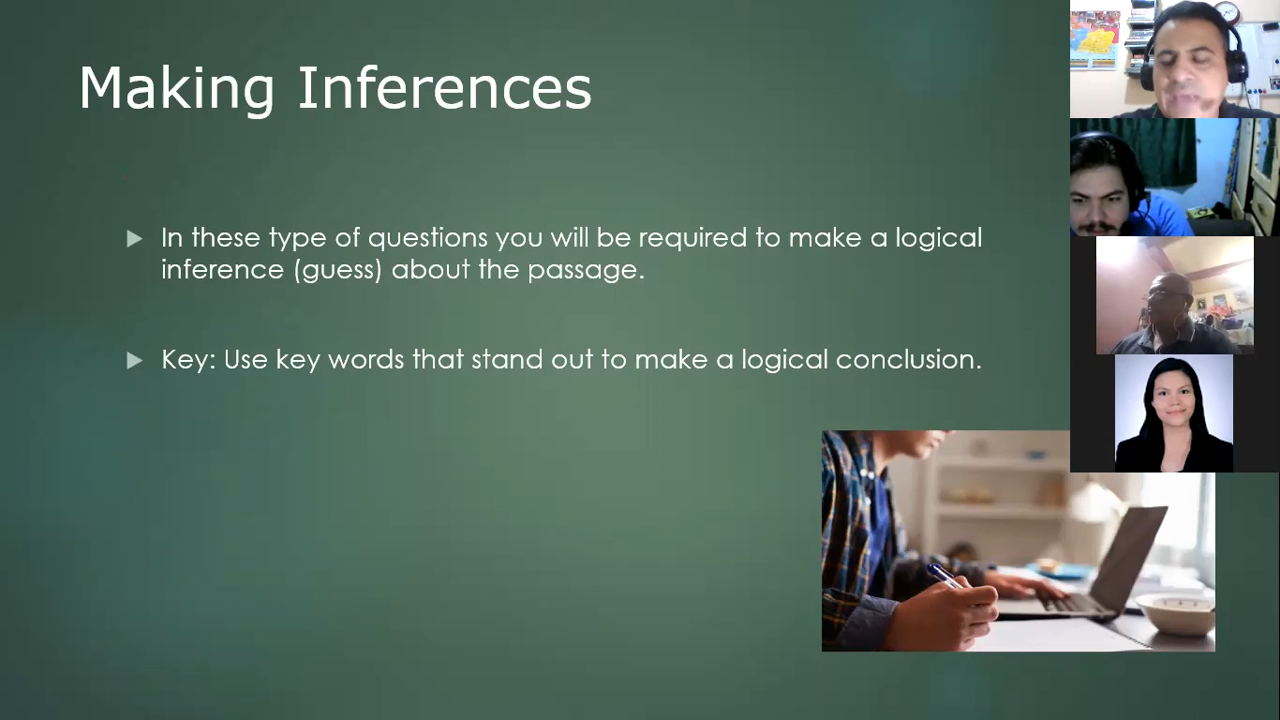 Making Inferences
In these type of questions you will be required to make a logical
inference (guess) about the passage.
Key: Use key words that stand out to make a logical conclusion.